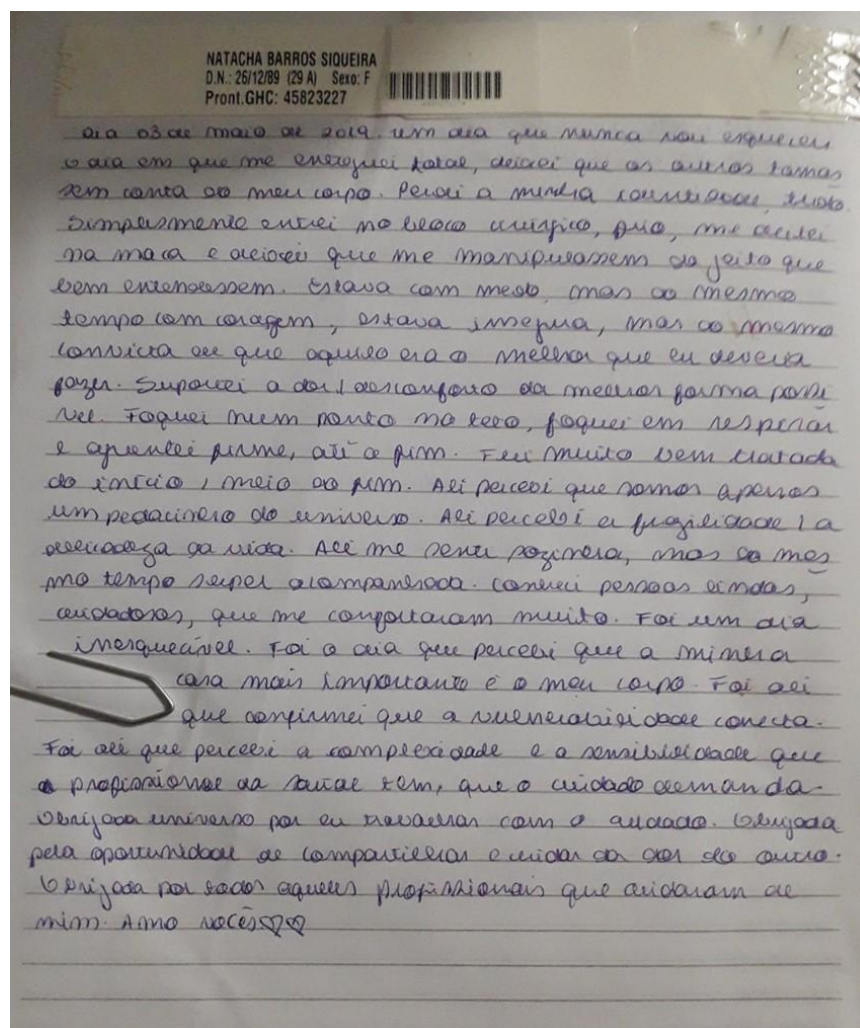 NATACHA BARROS SIQUEIRA
D.N.: 26/12/89 (29 A) Sexo: F
Pront.GHC: 45823227
Dia 03 de maio de 2019. Um dia que nunca vou esquecer
o dia em que me entreguei total, deixei que os outros tomas
sem conta do meu corpo. Perdi a minha identidade, tudo.
Simplesmente entrei no bloco cirúrgico, frio, me deitei
na maca e deixei que me manipulassem do jeito que
bem entendessem. Estava com medo, mas ao mesmo
tempo com coragem, estava insegura, mas ao mesmo
convicta de que aquilo era o melhor que eu deveria
fazer. Suportei a dor/desconforto da melhor forma possí
vel. Foquei num ponto no teto, foquei em respirar
e aguentei firme, até o fim. Fui muito bem tratada
do início, meio ao fim. Ali percebi que somos apenas
um pedacinho do universo. Ali percebi a fragilidade/a
delicadeza da vida. Ali me senti sozinha, mas ao mes
mo tempo super acompanhada. Conheci pessoas lindas,
cuidadosas, que me confortaram muito. Foi um dia
inesquecível. Foi o dia que percebi que a minha
casa mais importante é o meu corpo. Foi ali
que confirmei que a vulnerabilidade conecta.
Foi ali que percebi a complexidade e a sensibilidade que
o profissional da saúde tem, que o cuidado demanda.
Obrigada universo por eu trabalhar com o cuidado. Obrigada
pela oportunidade de compartilhar e cuidar da dor do outro.
Obrigada por todos aqueles profissionais que cuidaram de
mim. Amo vocês♡♡